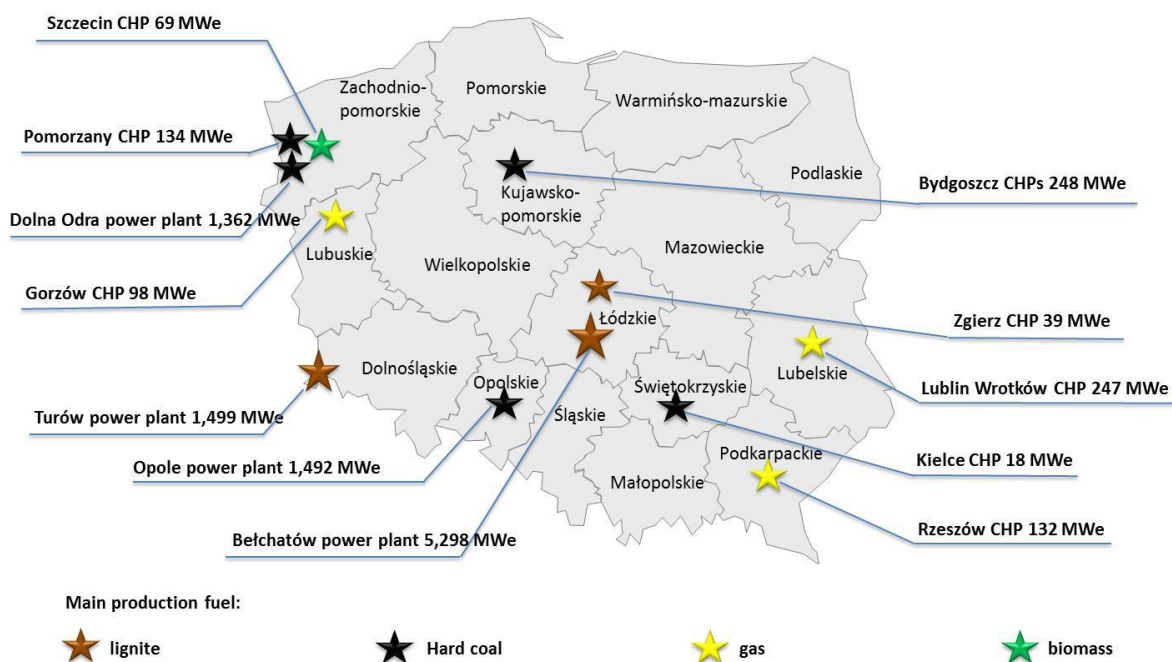 Szczecin CHP 69 MWe
Pomorzany CHP 134 MWe
Dolna Odra power plant 1,362 MWe
Gorzów CHP 98 MWe
Turów power plant 1,499 MWe
Opole power plant 1,492 MWe
Bełchatów power plant 5,298 MWe
Zachodnio-
pomorskie
Pomorskie
Warmińsko-mazurskie
Podlaskie
Kujawsko-
pomorskie
Mazowieckie
Lubuskie
Wielkopolskie
Łódzkie
Dolnośląskie
Opolskie
Śląskie
Świętokrzyskie
Lubelskie
Małopolskie
Podkarpackie
Bydgoszcz CHPs 248 MWe
Zgierz CHP 39 MWe
Lublin Wrotków CHP 247 MWe
Kielce CHP 18 MWe
Rzeszów CHP 132 MWe
Main production fuel:
lignite
Hard coal
gas
biomass